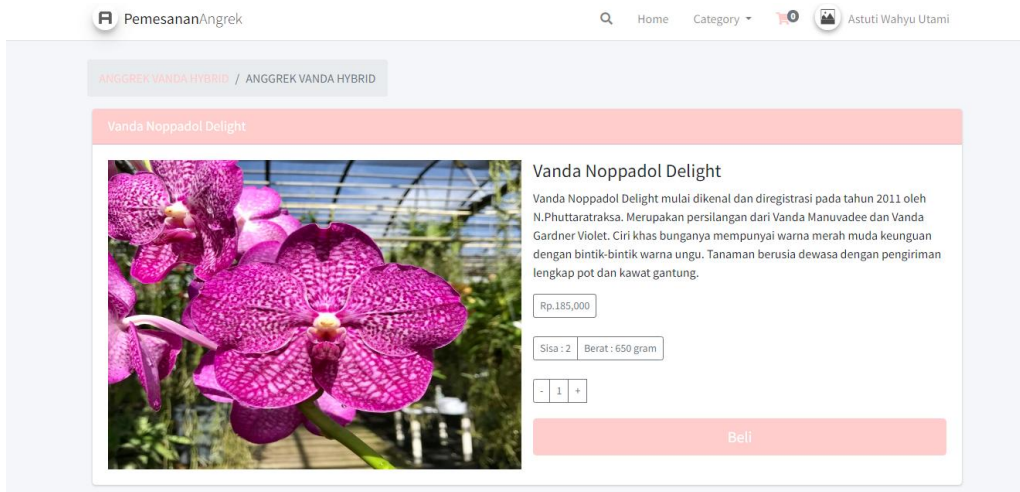 PemesananAngrek
Home Category 0 Astuti Wahyu Utami
ANGGREK VANDA HYBRID / ANGGREK VANDA HYBRID
Vanda Noppadol Delight
Vanda Noppadol Delight
Vanda Noppadol Delight mulai dikenal dan diregistrasi pada tahun 2011 oleh
N.Phuttaratraksa. Merupakan persilangan dari Vanda Manuvadee dan Vanda
Gardner Violet. Ciri khas bunganya mempunyai warna merah muda keunguan
dengan bintik-bintik warna ungu. Tanaman berusia dewasa dengan pengiriman
lengkap pot dan kawat gantung.
Rp.185,000
Sisa : 2 Berat : 650 gram
- 1 +
Beli